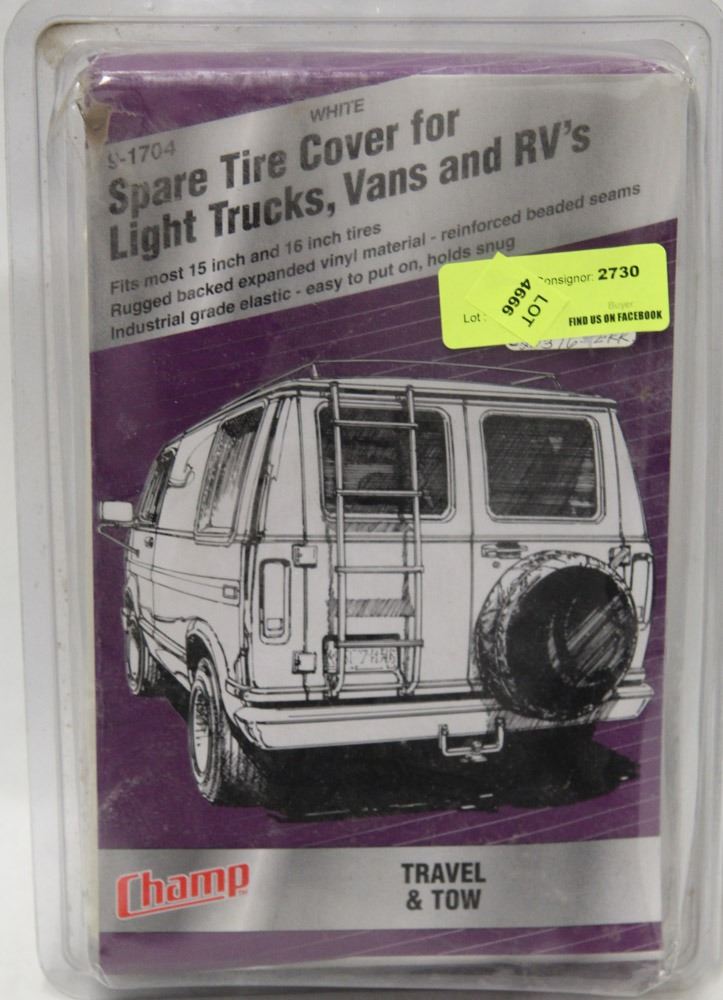 WHITE
9-1704
Spare Tire Cover for
Light Trucks, Vans and RV's
Fits most 15 inch and 16 inch tires
Rugged backed expanded vinyl material - reinforced beaded seams
Industrial grade elastic - easy to put on, holds snug
Consignor: 2730
LOT
4666
Lot :
Buyer
FIND US ON FACEBOOK
Champ™
TRAVEL
& TOW